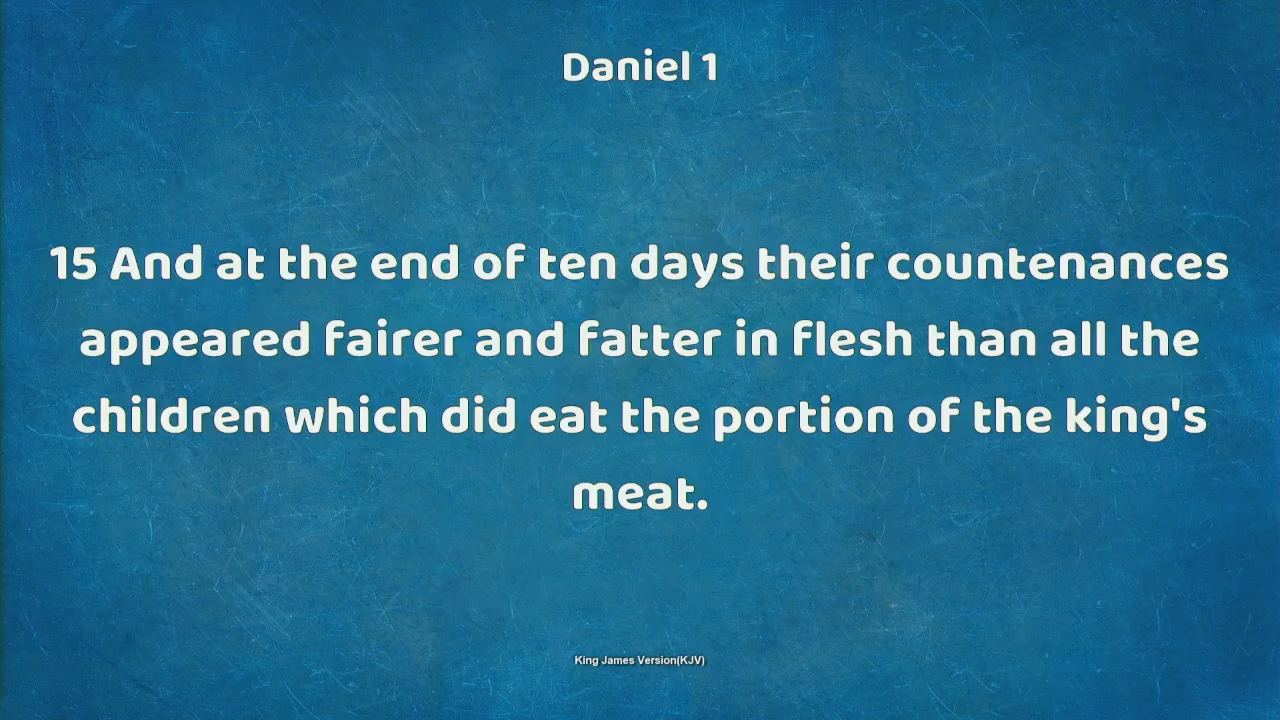 Daniel 1
15 And at the end of ten days their countenances
appeared fairer and fatter in flesh than all the
children which did eat the portion of the king's
meat.
King James Version(KJV)